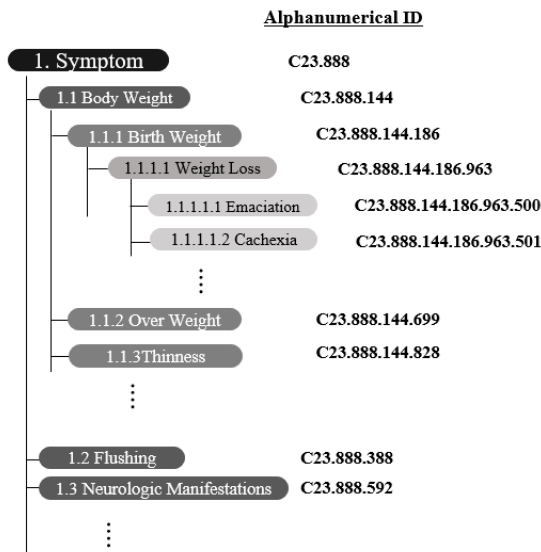 Alphanumerical ID
1. Symptom C23.888
1.1 Body Weight C23.888.144
1.1.1 Birth Weight C23.888.144.186
1.1.1.1 Weight Loss C23.888.144.186.963
1.1.1.1.1 Emaciation C23.888.144.186.963.500
1.1.1.1.2 Cachexia C23.888.144.186.963.501
1.1.2 Over Weight C23.888.144.699
1.1.3Thinness C23.888.144.828
1.2 Flushing C23.888.388
1.3 Neurologic Manifestations C23.888.592